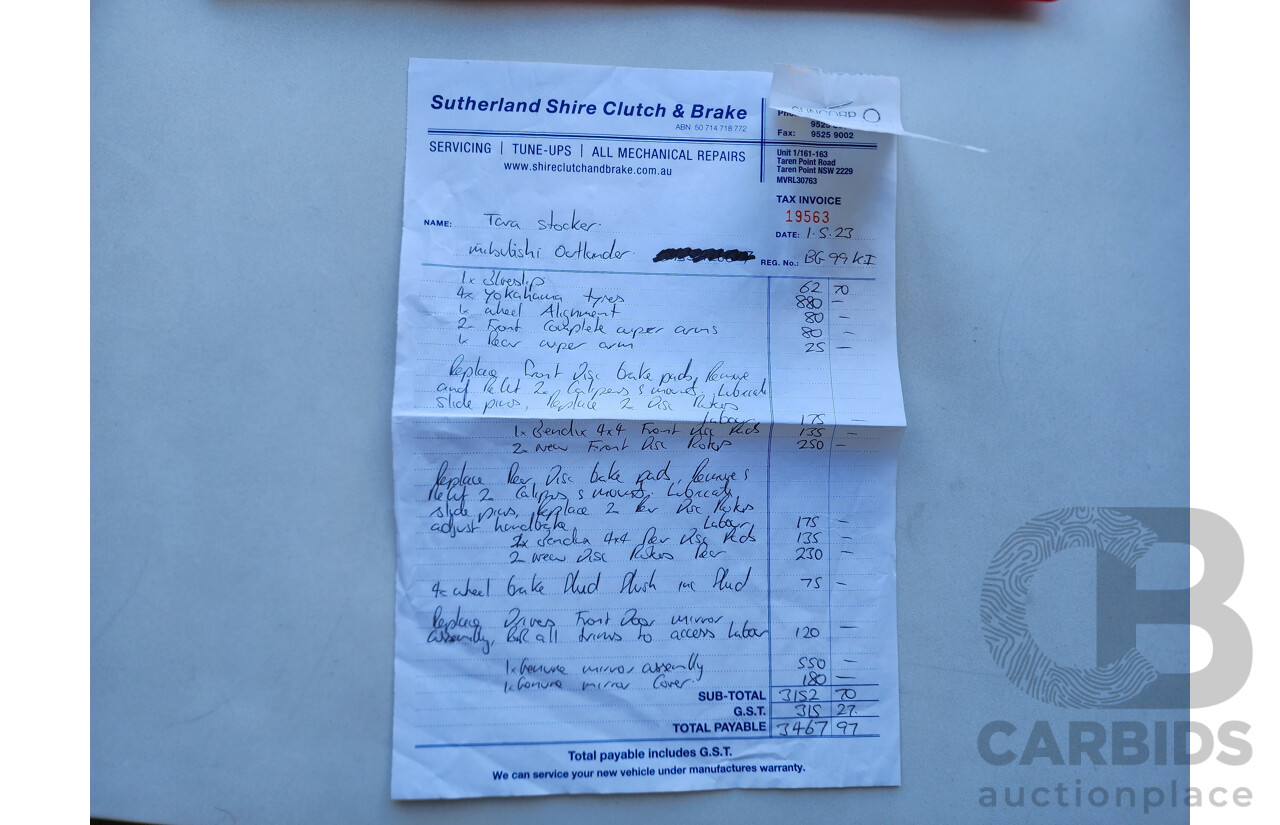 Sutherland Shire Clutch & Brake
ABN 50 714 718 772
SERVICING | TUNE-UPS | ALL MECHANICAL REPAIRS
www.shireclutchandbrake.com.au
9525
Fax: 9525 9002
Unit 1/161-163
Taren Point Road
Taren Point NSW 2229
MVRL30763
TAX INVOICE
19563
NAME: Tara Stocker
DATE: 1.5.23
Mitsubishi Outlander
REG. No.: BG 99 KI
1x Blueslip 62 70
4x Yokahama tyres 880 -
1x wheel Alignment 80 -
2x Front Complete wiper arms 80 -
1x Rear wiper arm 25 -
Replace Front Disc brake pads, Remove
and Refit 2x Calipers & mounts. Lubricate
slide pins, Replace 2 Disc Rotors
Labour 175 -
1x Bendix 4x4 Front Disc Pads 135 -
2x New Front Disc Rotors 250 -
Replace Rear Disc brake pads, Remove &
Refit 2 Calipers & mounts. Lubricate
slide pins, Replace 2 Rear Disc Rotors
adjust handbrake Labour 175 -
Bendix 4x4 Rear Disc Pads 135 -
2x New Disc Rotors Rear 230 -
4x wheel brake fluid flush inc fluid 75 -
Replace Drivers Front Door mirror
assembly, R&R all trims to access Labour 120 -
1x Genuine mirror assembly 550 -
1x Genuine mirror Cover 180 -
SUB-TOTAL 3152 70
G.S.T. 315 27
TOTAL PAYABLE 3467 97
Total payable includes G.S.T.
We can service your new vehicle under manufactures warranty.
CB
CARBIDS
auctionplace